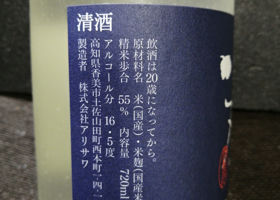 清酒
飲酒は20歳になってから。
原材料名 米(国産)・米麹(国産米
精米歩合 55% 内容量 720ml
アルコール分 16・5度
高知県香美市土佐山田町西本町一四一
製造者 株式会社アリサワ